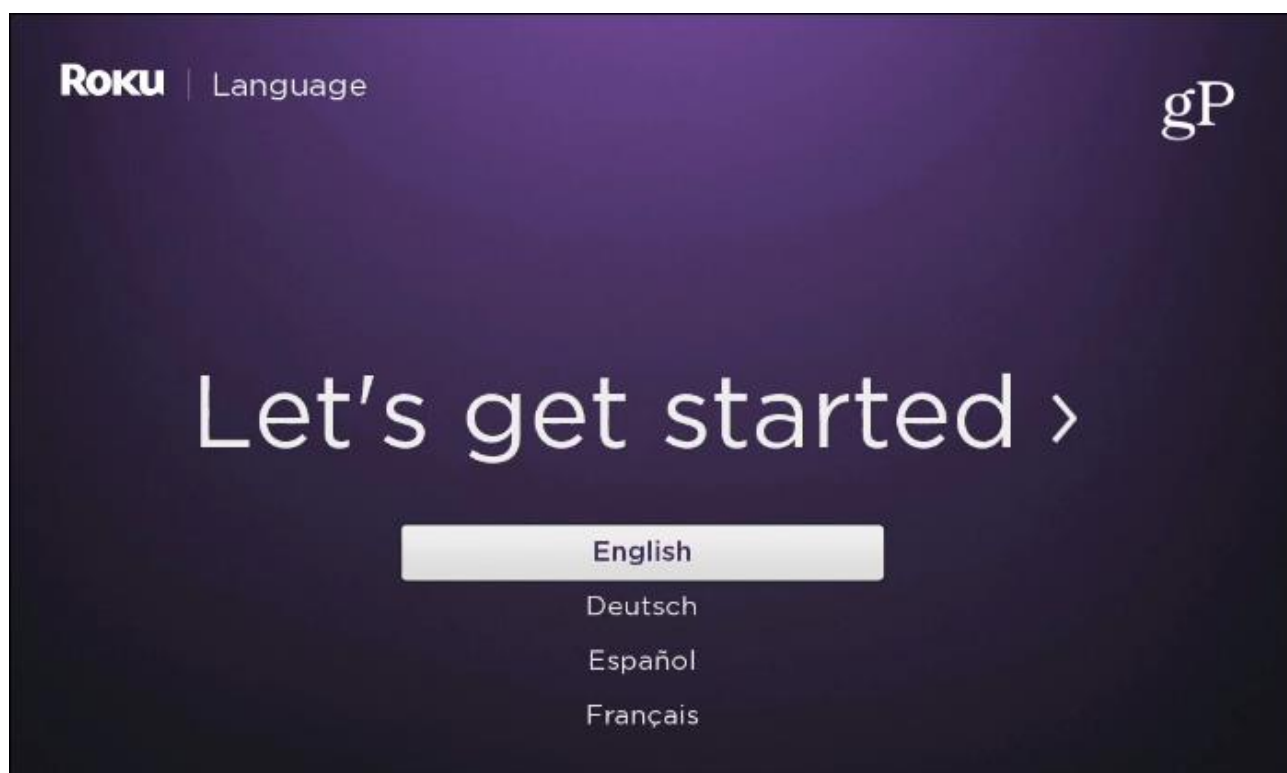 ROKU | Language
gP
Let's get started ›
English
Deutsch
Español
Français